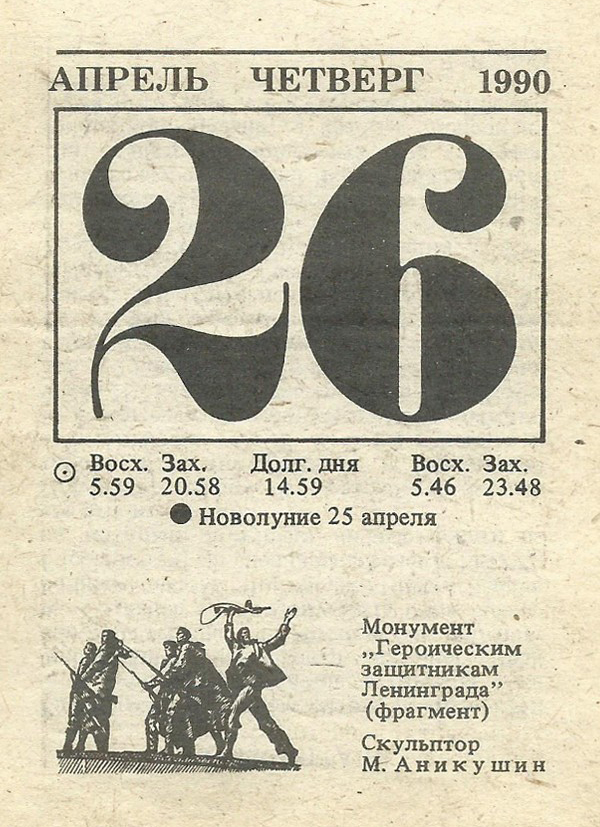 АПРЕЛЬ ЧЕТВЕРГ 1990
26
Восх. Зах. Долг. дня Восх. Зах.
5.59 20.58 14.59 5.46 23.48
Новолуние 25 апреля
Монумент
„Героическим
защитникам
Ленинграда”
(фрагмент)
Скульптор
М. Аникушин